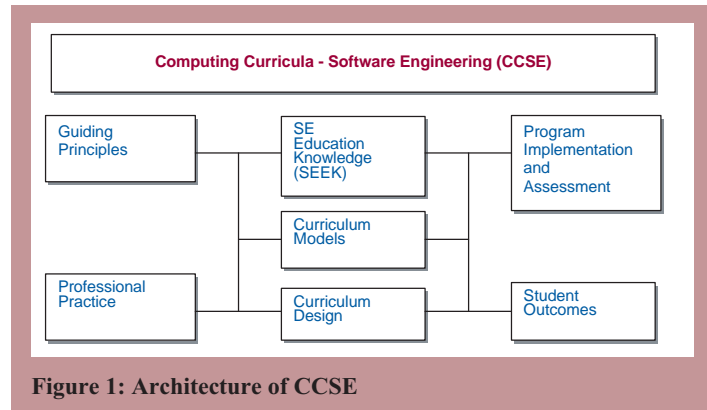 Computing Curricula - Software Engineering (CCSE)
Guiding
Principles
SE
Education
Knowledge
(SEEK)
Program
Implementation
and
Assessment
Curriculum
Models
Professional
Practice
Curriculum
Design
Student
Outcomes
Figure 1: Architecture of CCSE